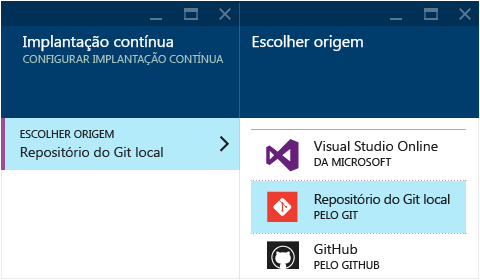 Implantação contínua
CONFIGURAR IMPLANTAÇÃO CONTÍNUA
ESCOLHER ORIGEM
Repositório do Git local
Escolher origem
Visual Studio Online
DA MICROSOFT
Repositório do Git local
PELO GIT
GitHub
PELO GITHUB